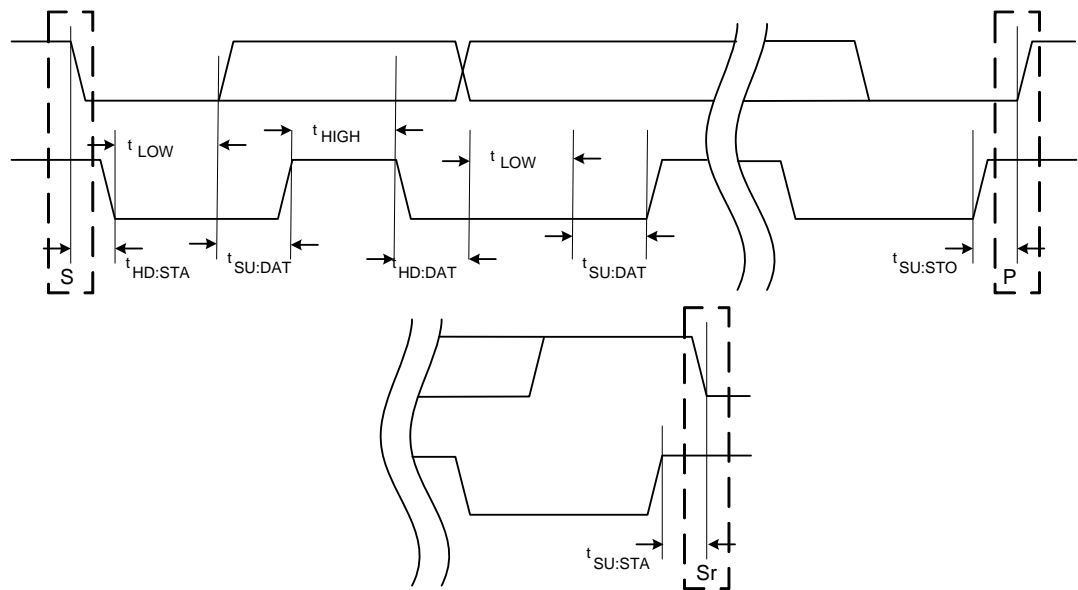 t LOW
t HIGH
t LOW
S
t HD:STA
t SU:DAT
t HD:DAT
t SU:DAT
t SU:STO
P
t SU:STA
Sr